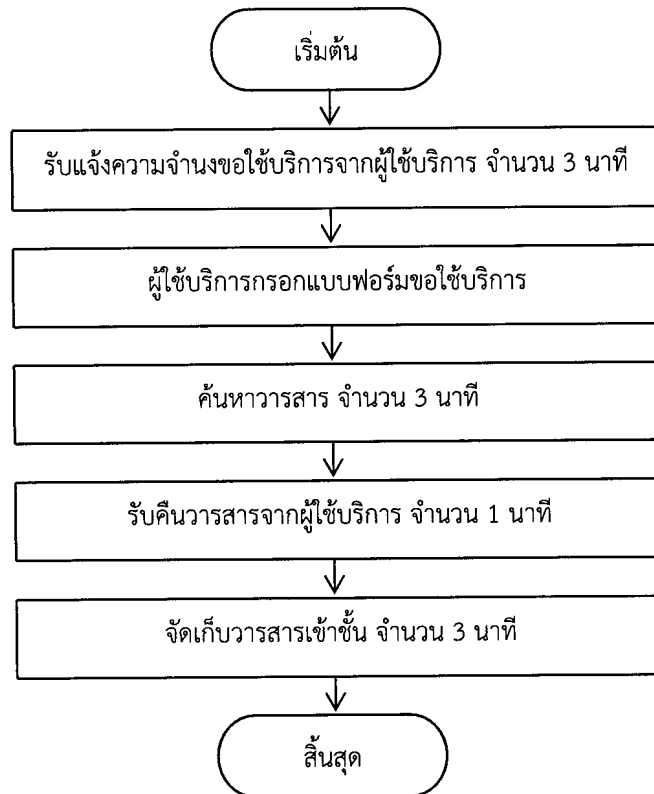 เริ่มต้น
รับแจ้งความจำนงขอใช้บริการจากผู้ใช้บริการ จำนวน 3 นาที
ผู้ใช้บริการกรอกแบบฟอร์มขอใช้บริการ
ค้นหาวารสาร จำนวน 3 นาที
รับคืนวารสารจากผู้ใช้บริการ จำนวน 1 นาที
จัดเก็บวารสารเข้าชั้น จำนวน 3 นาที
สิ้นสุด